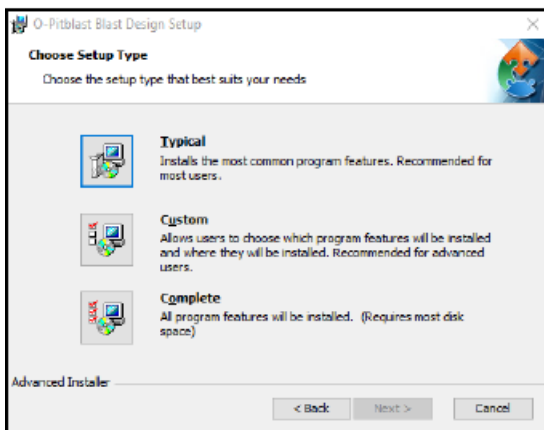 O-Pitblast Blast Design Setup
Choose Setup Type
Choose the setup type that best suits your needs
Typical
Installs the most common program features. Recommended for
most users.
Custom
Allows users to choose which program features will be installed
and where they will be installed. Recommended for advanced
users.
Complete
All program features will be installed. (Requires most disk
space)
Advanced Installer
< Back Next > Cancel